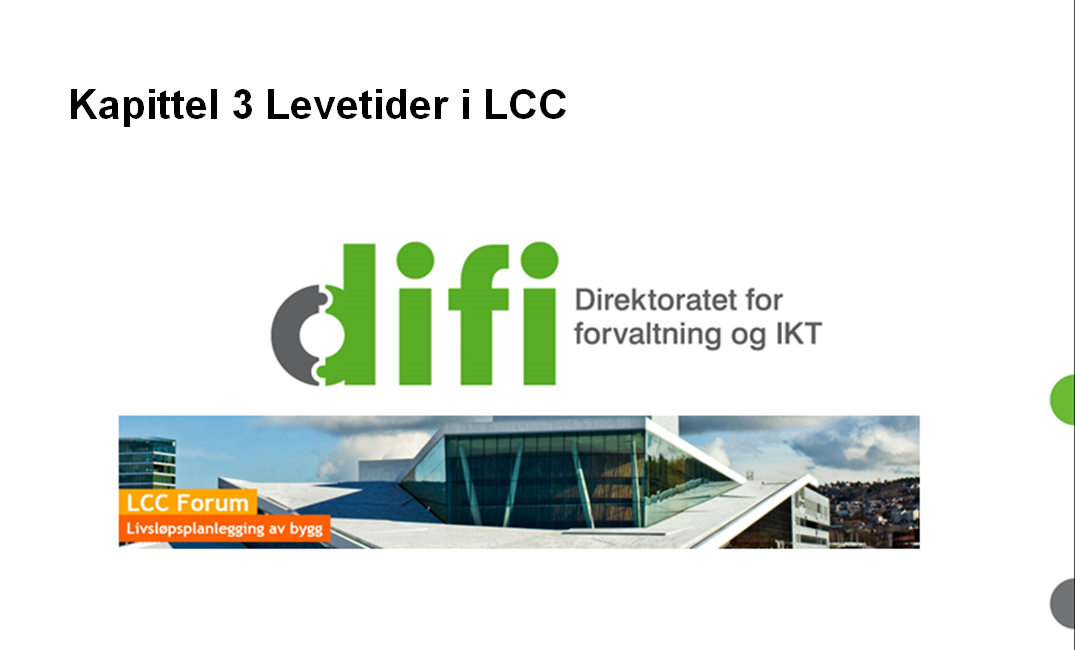 Kapittel 3 Levetider i LCC
difi
Direktoratet for
forvaltning og IKT
LCC Forum
Livsløpsplanlegging av bygg